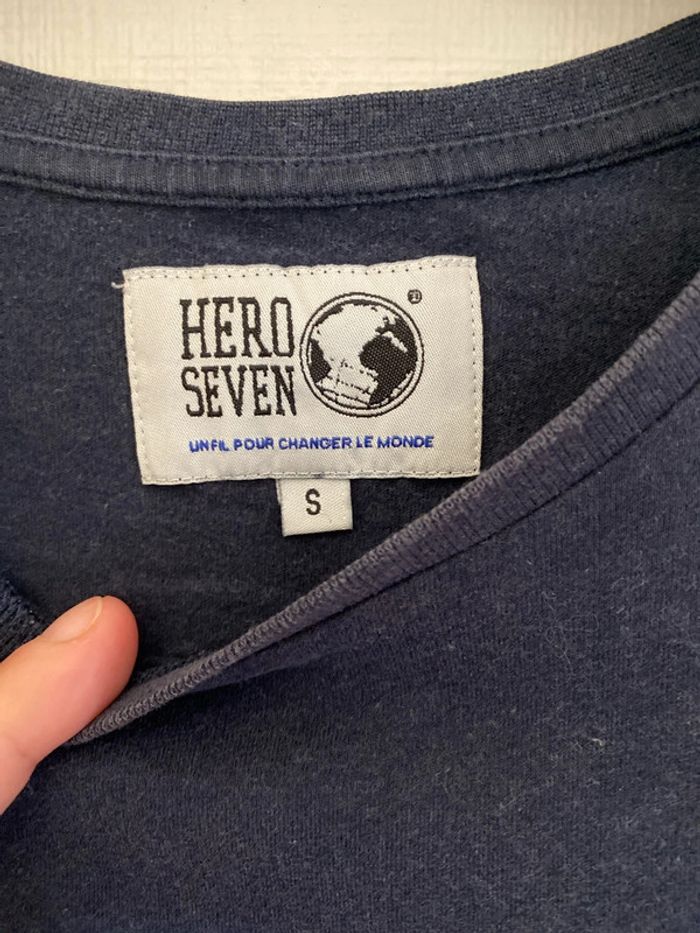 HERO
SEVEN
®
UN FIL POUR CHANGER LE MONDE
S